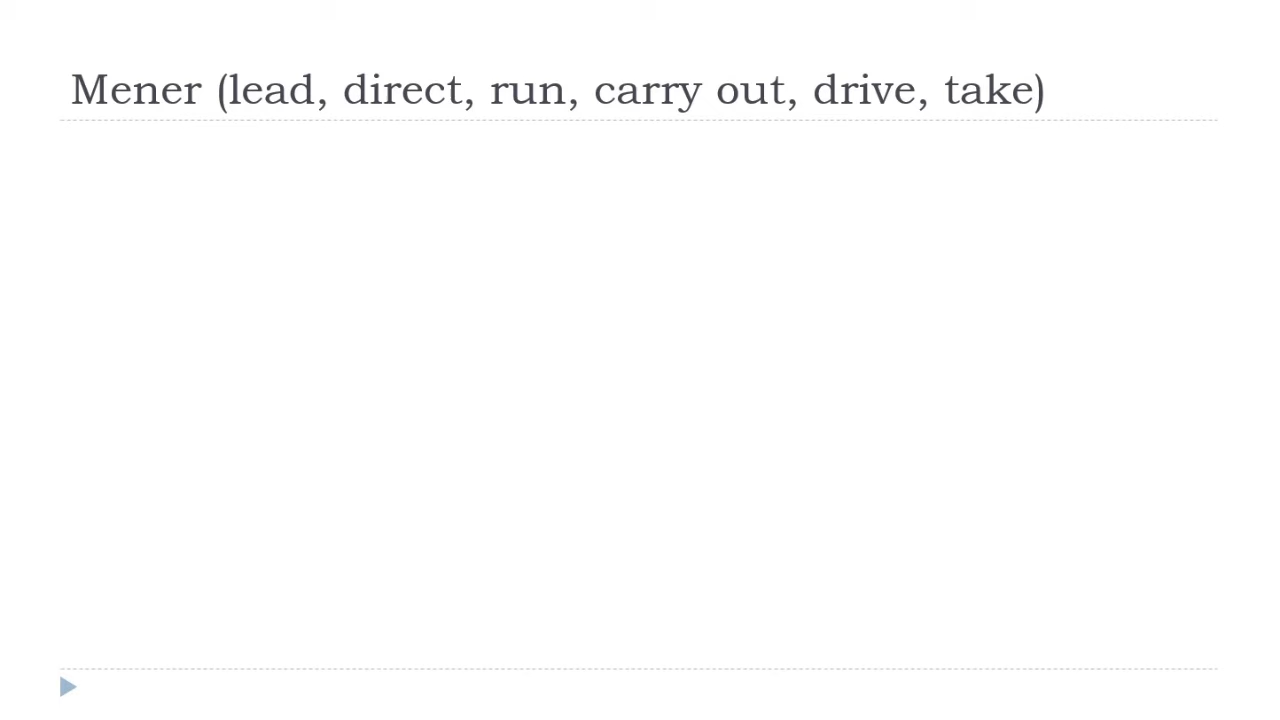 Mener (lead, direct, run, carry out, drive, take)